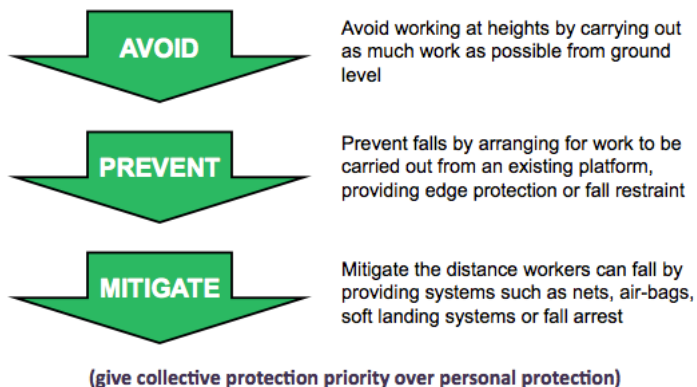 AVOID
Avoid working at heights by carrying out
as much work as possible from ground
level
PREVENT
Prevent falls by arranging for work to be
carried out from an existing platform,
providing edge protection or fall restraint
MITIGATE
Mitigate the distance workers can fall by
providing systems such as nets, air-bags,
soft landing systems or fall arrest
(give collective protection priority over personal protection)